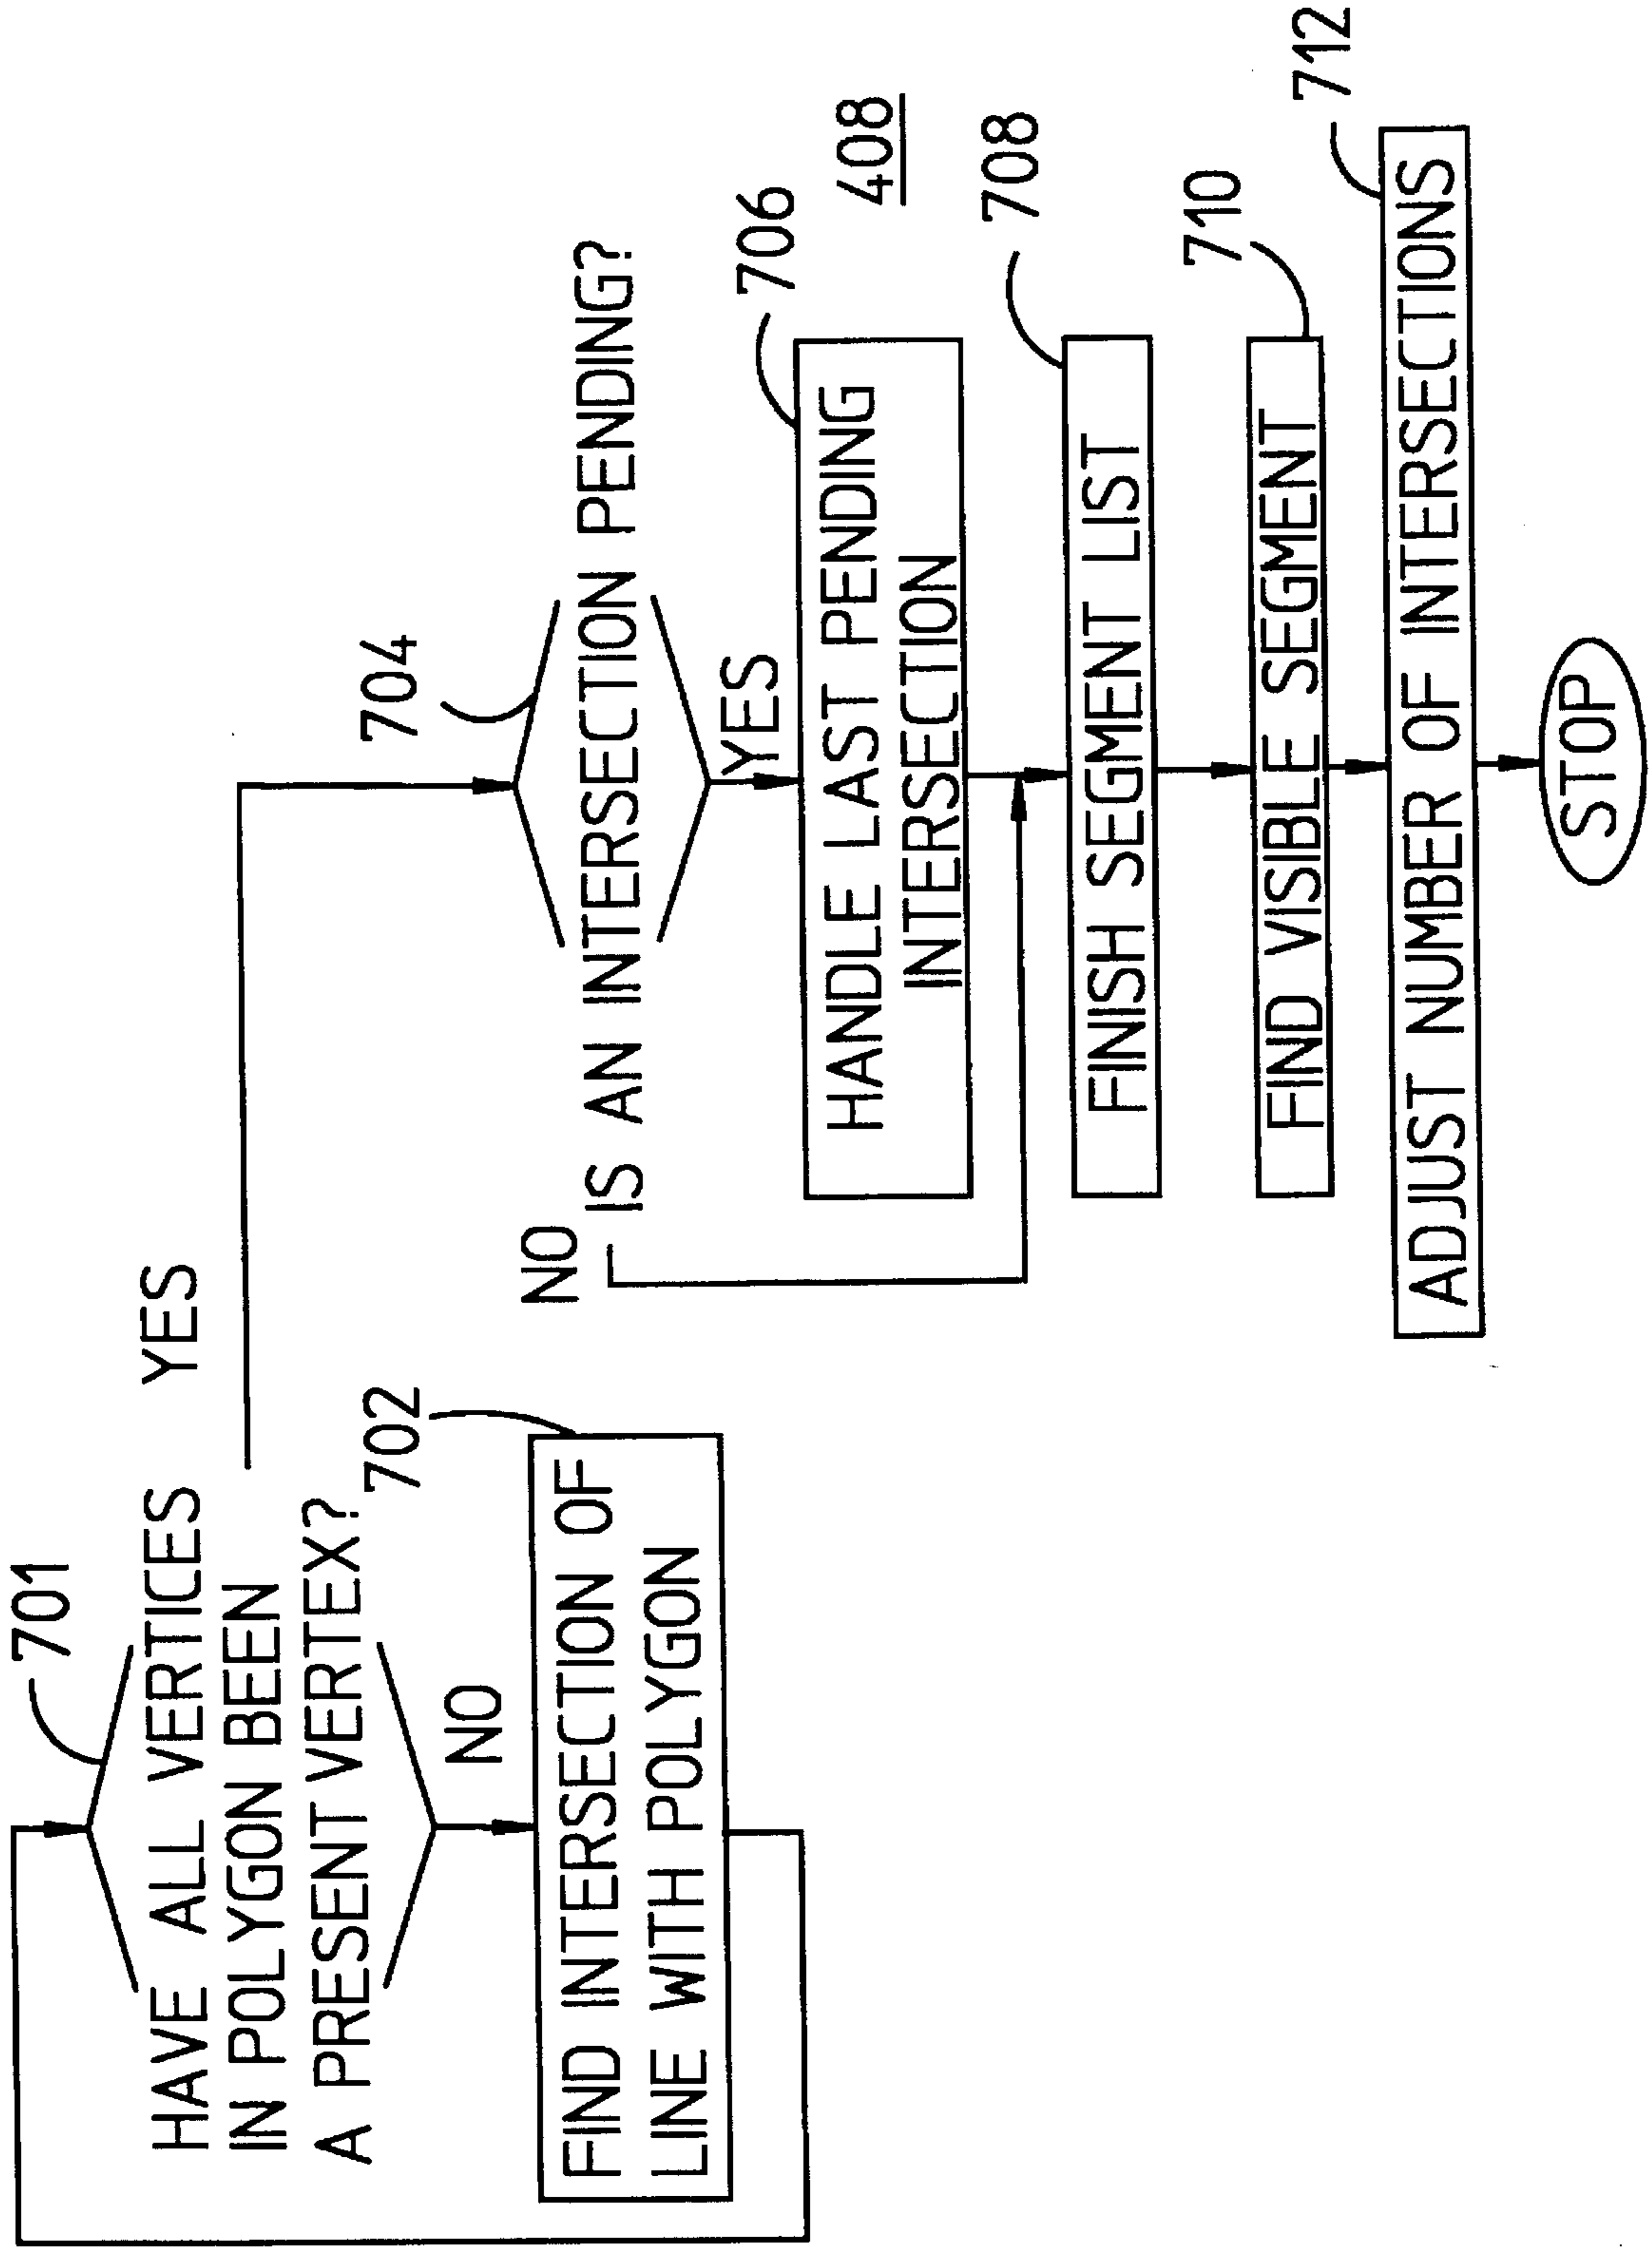 701
HAVE ALL VERTICES
IN POLYGON BEEN
A PRESENT VERTEX?
YES
NO
702
FIND INTERSECTION OF
LINE WITH POLYGON
704
IS AN INTERSECTION PENDING?
NO
YES
706
HANDLE LAST PENDING
INTERSECTION
408
708
FINISH SEGMENT LIST
710
FIND VISIBLE SEGMENT
712
ADJUST NUMBER OF INTERSECTIONS
STOP